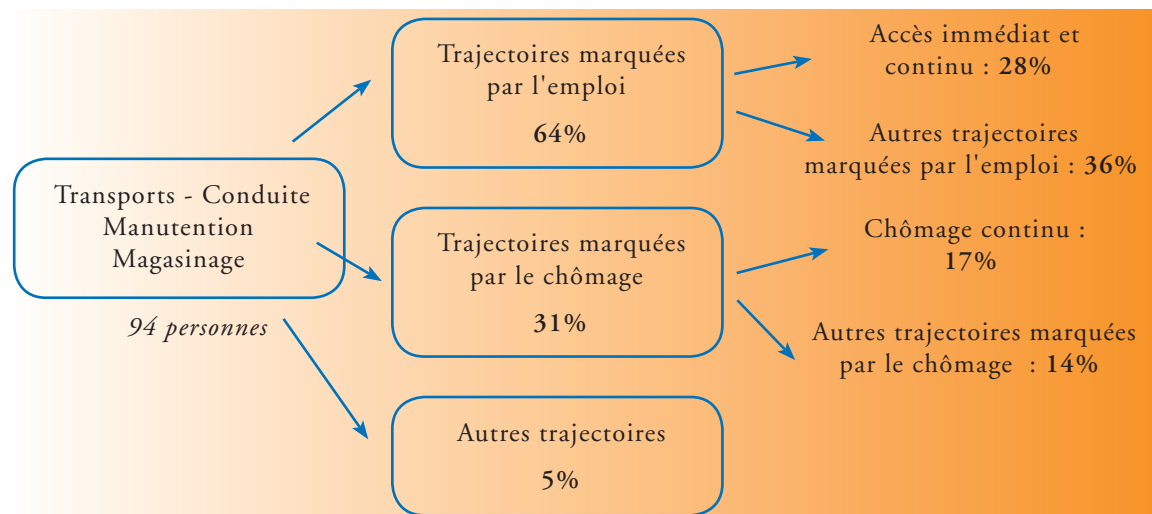 Transports - Conduite
Manutention
Magasinage
94 personnes
Trajectoires marquées
par l'emploi
64%
Accès immédiat et
continu : 28%
Autres trajectoires
marquées par l'emploi : 36%
Trajectoires marquées
par le chômage
31%
Chômage continu :
17%
Autres trajectoires marquées
par le chômage : 14%
Autres trajectoires
5%